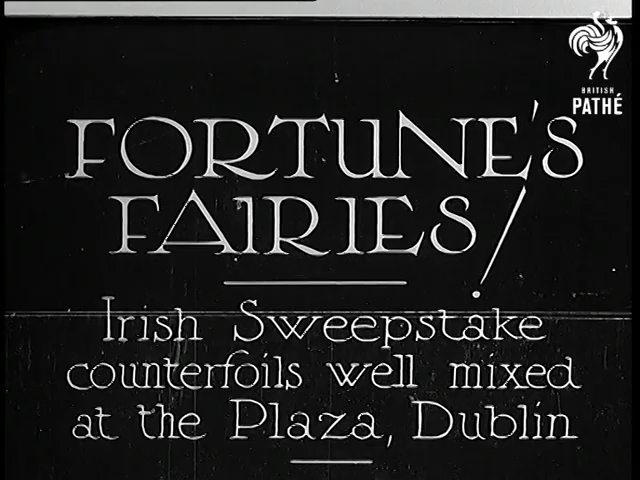 BRITISH
PATHÉ
FORTUNE'S
FAIRIES!
Irish Sweepstake
counterfoils well mixed
at the Plaza, Dublin